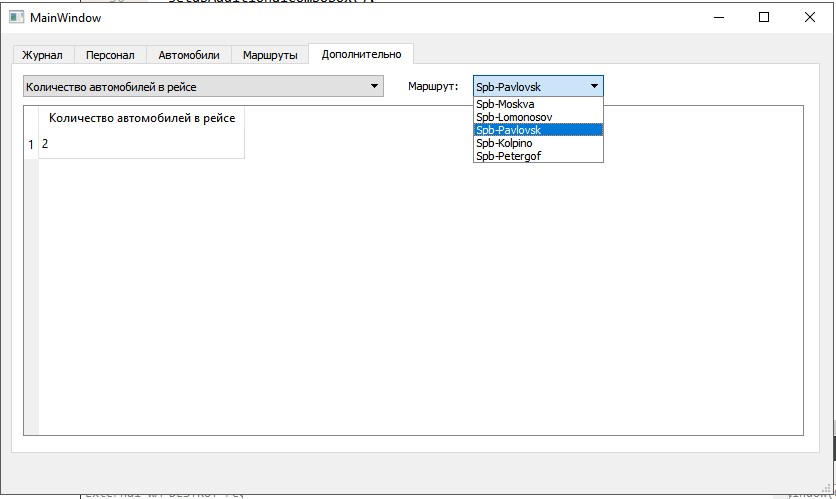 MainWindow
Журнал Персонал Автомобили Маршруты Дополнительно
Количество автомобилей в рейсе Маршрут: Spb-Pavlovsk
Spb-Moskva
Spb-Lomonosov
Spb-Pavlovsk
Spb-Kolpino
Spb-Petergof
Количество автомобилей в рейсе
1 2